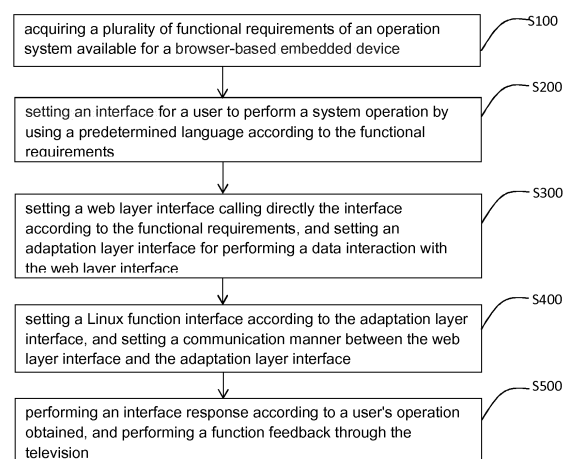 acquiring a plurality of functional requirements of an operation
system available for a browser-based embedded device
S100
setting an interface for a user to perform a system operation by
using a predetermined language according to the functional
requirements
S200
setting a web layer interface calling directly the interface
according to the functional requirements, and setting an
adaptation layer interface for performing a data interaction with
the web layer interface
S300
setting a Linux function interface according to the adaptation layer
interface, and setting a communication manner between the web
layer interface and the adaptation layer interface
S400
performing an interface response according to a user's operation
obtained, and performing a function feedback through the
television
S500